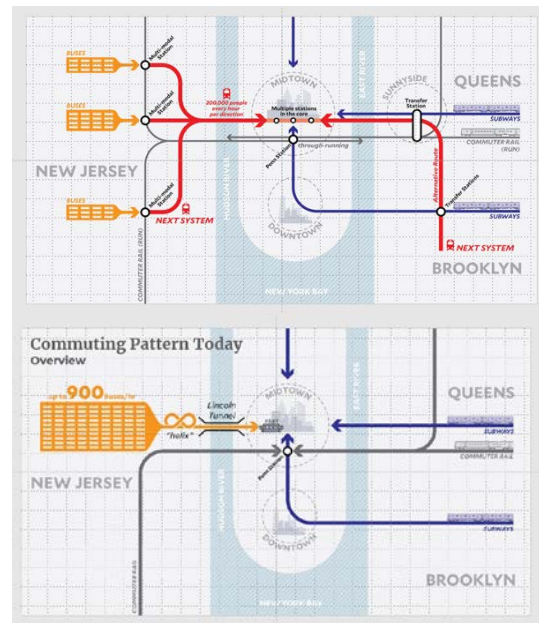 BUSES
Multi-modal
Station
BUSES
Multi-modal
Station
BUSES
Multi-modal
Station
200,000 people
every hour
per direction
MIDTOWN
Multiple stations
in the core
EAST RIVER
SUNNYSIDE
Transfer
Station
QUEENS
SUBWAYS
COMMUTER RAIL
(RUN)
through-running
Penn Station
NEW JERSEY
HUDSON RIVER
Alternative Route
Transfer Stations
SUBWAYS
NEXT SYSTEM
DOWNTOWN
NEXT SYSTEM
COMMUTER RAIL (RUN)
BROOKLYN
NEW YORK BAY
Commuting Pattern Today
Overview
up to 900 buses/hr
Lincoln
Tunnel
"helix"
MIDTOWN
EAST RIVER
QUEENS
SUBWAYS
COMMUTER RAIL
Penn Station
NEW JERSEY
HUDSON RIVER
DOWNTOWN
SUBWAYS
COMMUTER RAIL
BROOKLYN
NEW YORK BAY